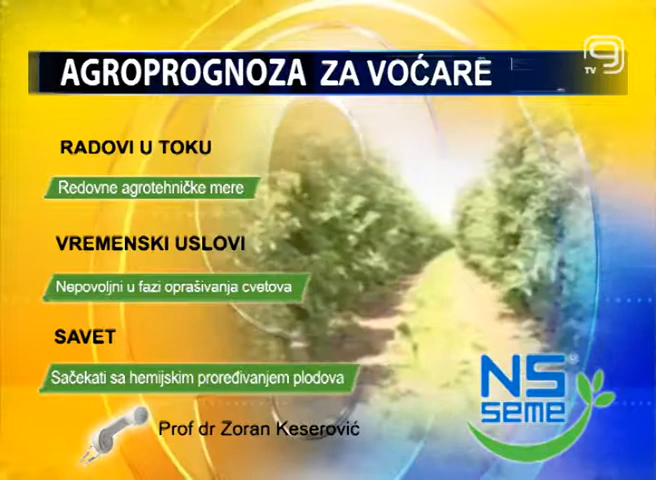 AGROPROGNOZA ZA VOĆARE
TV 9
RADOVI U TOKU
Redovne agrotehničke mere
VREMENSKI USLOVI
Nepovoljni u fazi oprašivanja cvetova
SAVET
Sačekati sa hemijskim proređivanjem plodova
NS®
seme
Prof dr Zoran Keserović